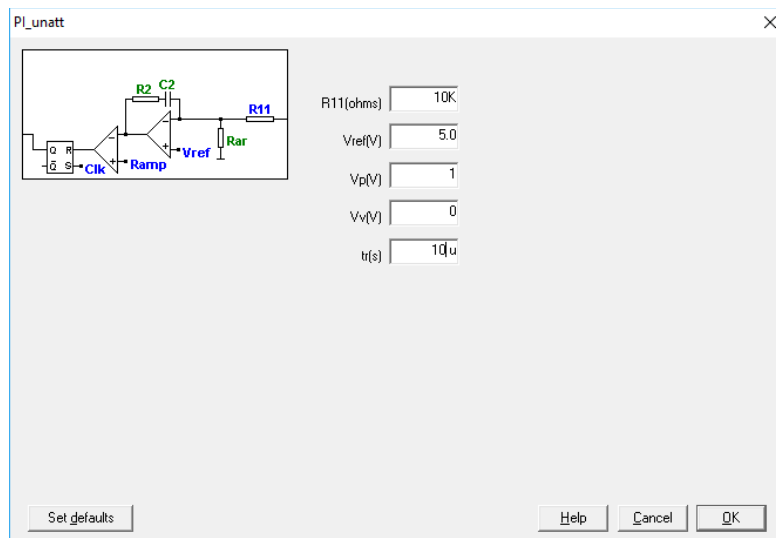 PI_unatt
R2 C2
R11
Rar
Vref
Ramp
Clk
Q R
Q S
R11(ohms) 10K
Vref(V) 5.0
Vp(V) 1
Vv(V) 0
tr(s) 10u
Set defaults
Help Cancel OK